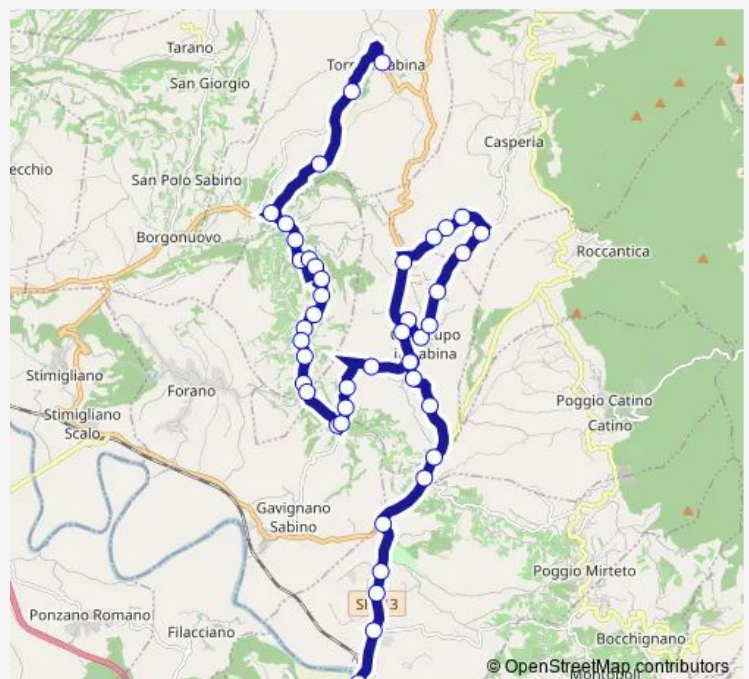 Tarano
San Giorgio
Casperia
ecchio
San Polo Sabino
Borgonuovo
Roccantica
i
abina
Stimigliano
Forano
Stimigliano
Scalo
Poggio Catino
Catino
Gavignano
Sabino
Poggio Mirteto
Ponzano Romano
Filacciano
Bocchignano
© OpenStreetMap contributors